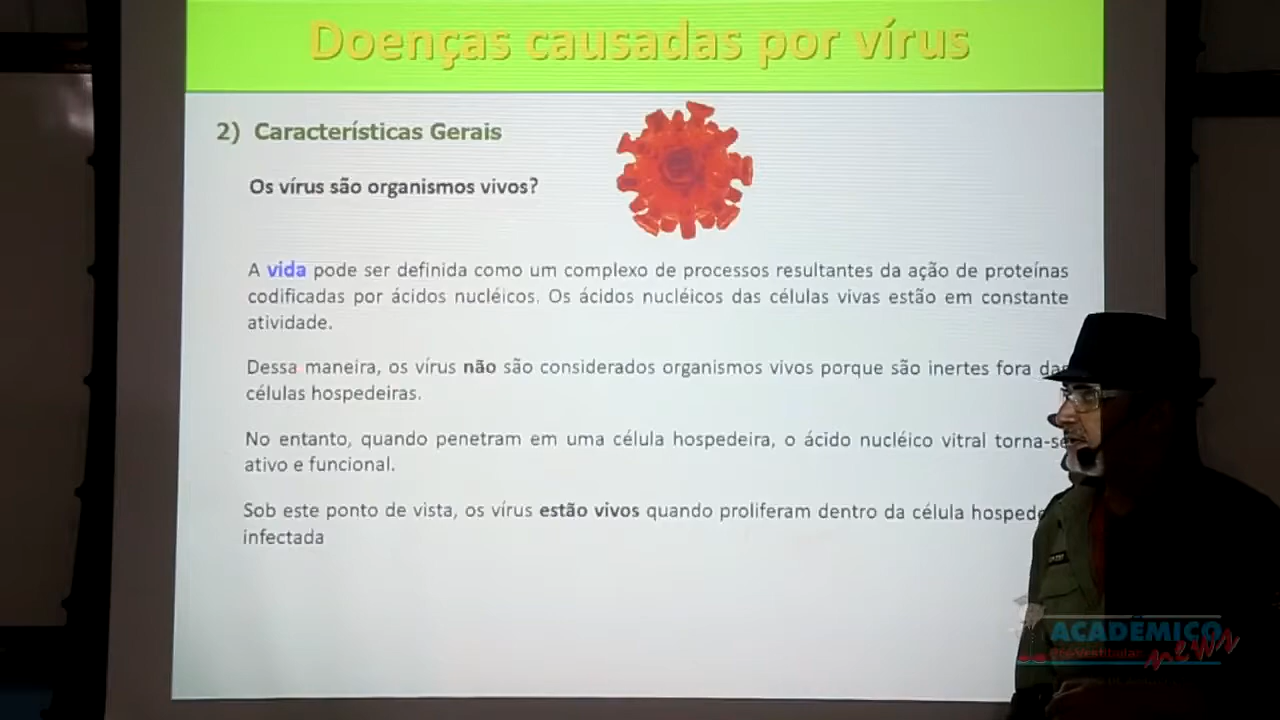 Doenças causadas por vírus
2) Características Gerais
Os vírus são organismos vivos?
A vida pode ser definida como um complexo de processos resultantes da ação de proteínas
codificadas por ácidos nucléicos. Os ácidos nucléicos das células vivas estão em constante
atividade.
Dessa maneira, os vírus não são considerados organismos vivos porque são inertes fora das
células hospedeiras.
No entanto, quando penetram em uma célula hospedeira, o ácido nucléico vitral torna-se
ativo e funcional.
Sob este ponto de vista, os vírus estão vivos quando proliferam dentro da célula hosped
infectada
ACADÊMICO
Pré-Vestibular news